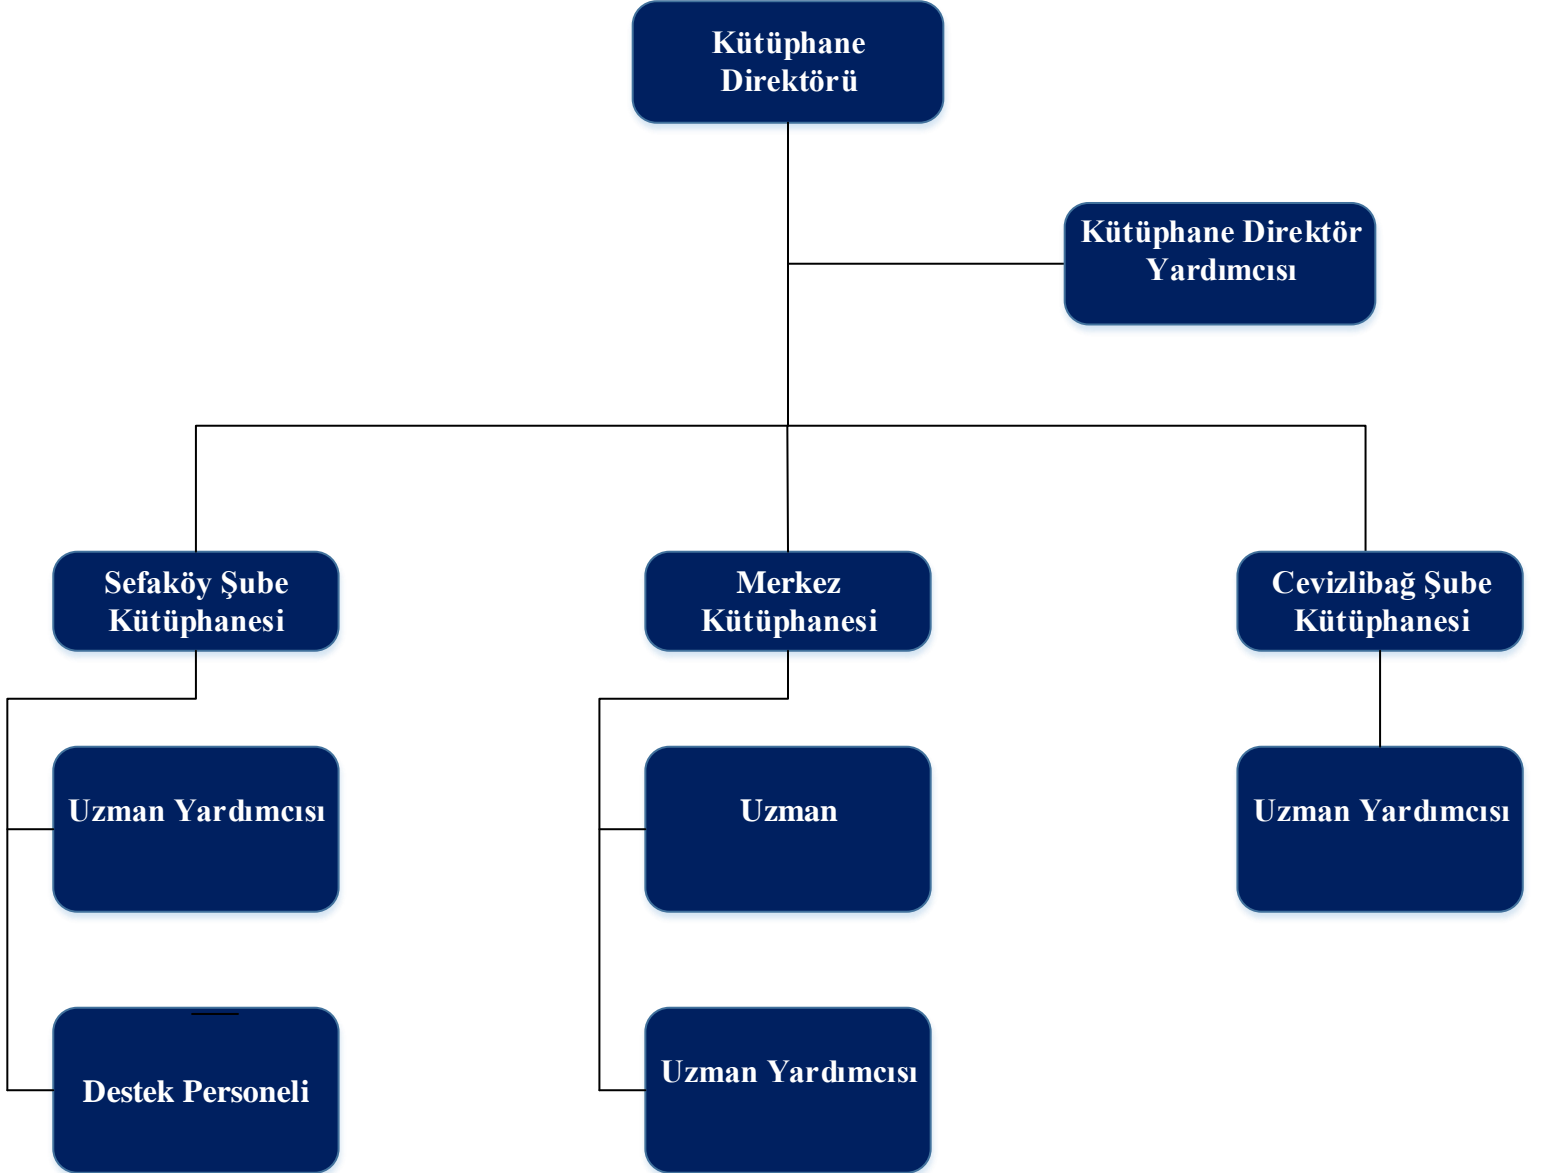 Kütüphane
Direktörü
Kütüphane Direktör
Yardımcısı
Sefaköy Şube
Kütüphanesi
Merkez
Kütüphanesi
Cevizlibağ Şube
Kütüphanesi
Uzman Yardımcısı
Uzman
Uzman Yardımcısı
Destek Personeli
Uzman Yardımcısı